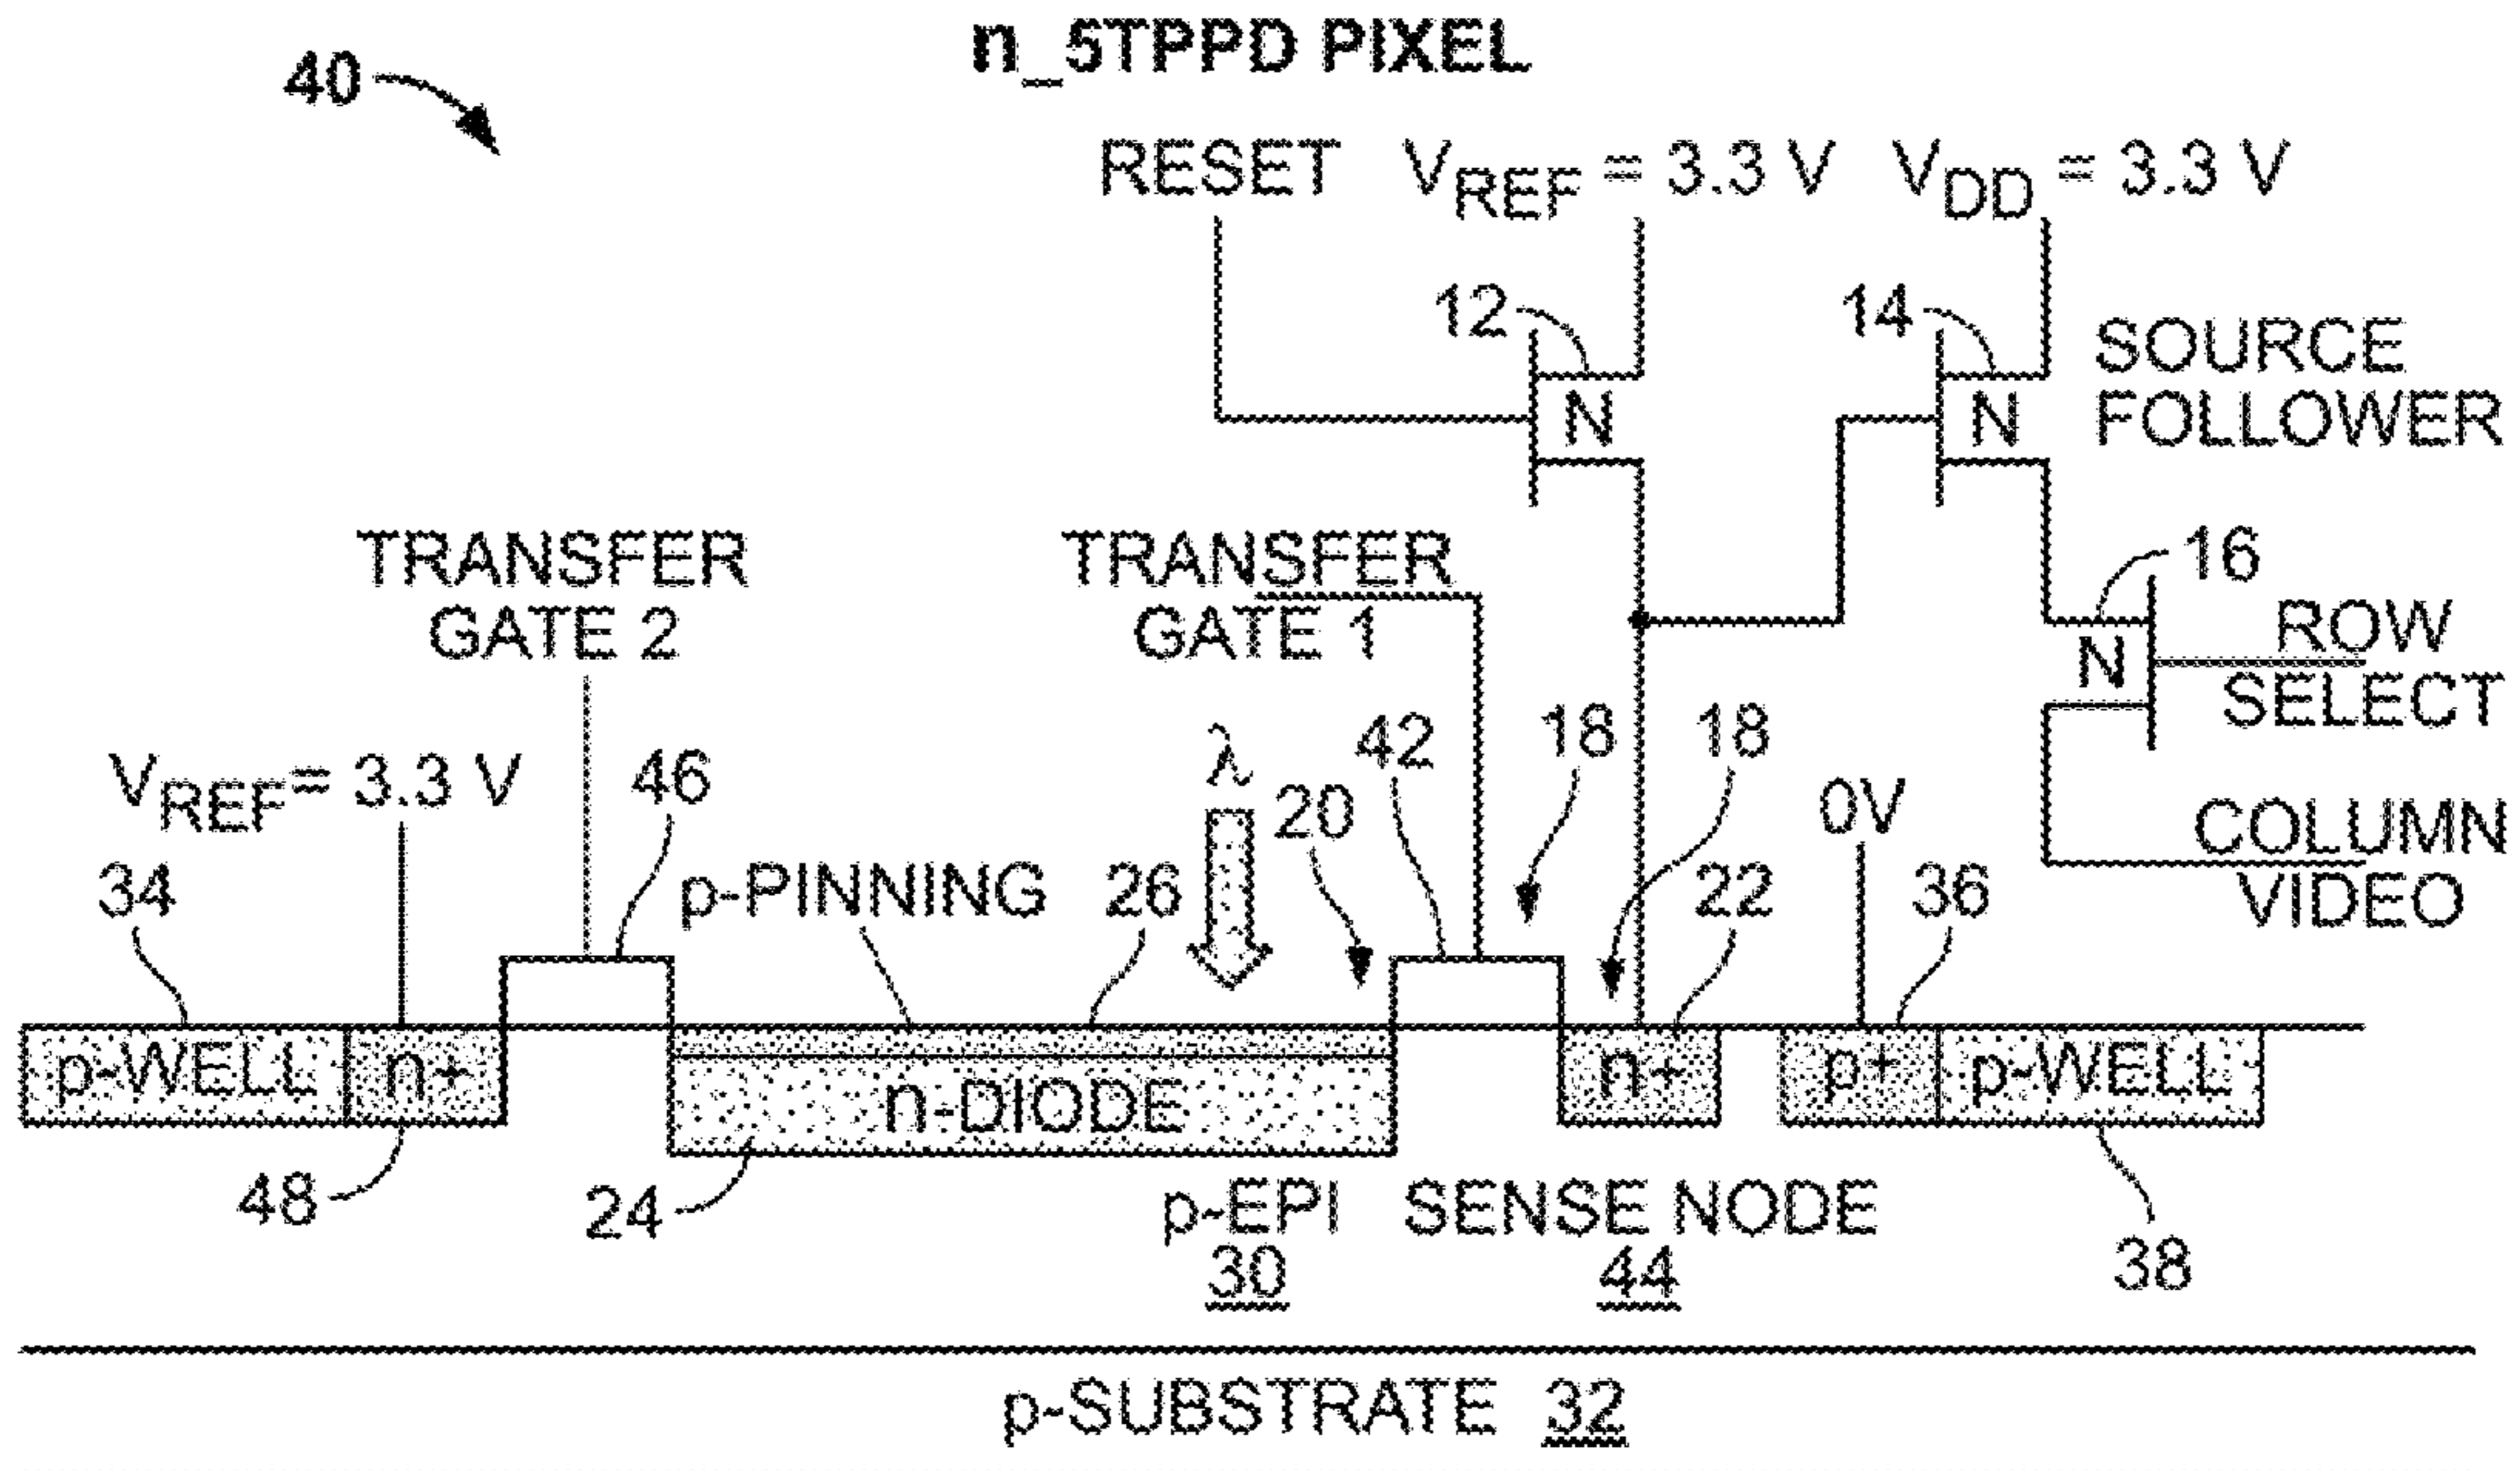 n_5TPPD PIXEL
40
RESET VREF = 3.3 V VDD = 3.3 V
12
14
SOURCE
FOLLOWER
N
N
TRANSFER
GATE 2
TRANSFER
GATE 1
16
N
ROW
SELECT
VREF = 3.3 V
46
λ
20
42
18
18
0V
COLUMN
VIDEO
34
p-PINNING
26
22
36
p-WELL
n+
n-DIODE
n+
p+
p-WELL
48
24
p-EPI
30
SENSE NODE
44
38
p-SUBSTRATE 32